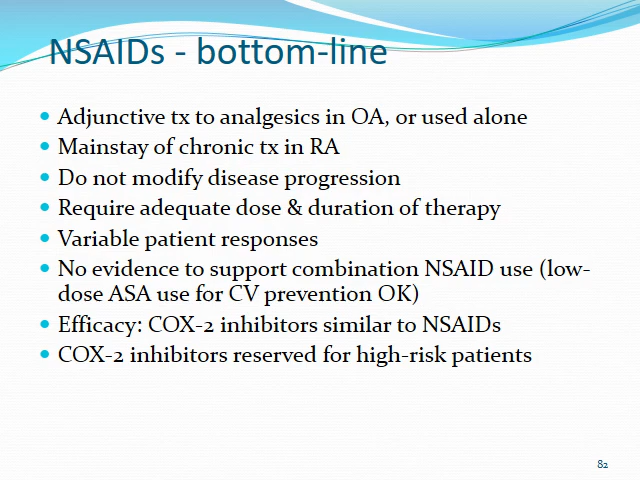 NSAIDs - bottom-line
• Adjunctive tx to analgesics in OA, or used alone
• Mainstay of chronic tx in RA
• Do not modify disease progression
• Require adequate dose & duration of therapy
• Variable patient responses
• No evidence to support combination NSAID use (low-
dose ASA use for CV prevention OK)
• Efficacy: COX-2 inhibitors similar to NSAIDs
• COX-2 inhibitors reserved for high-risk patients
82